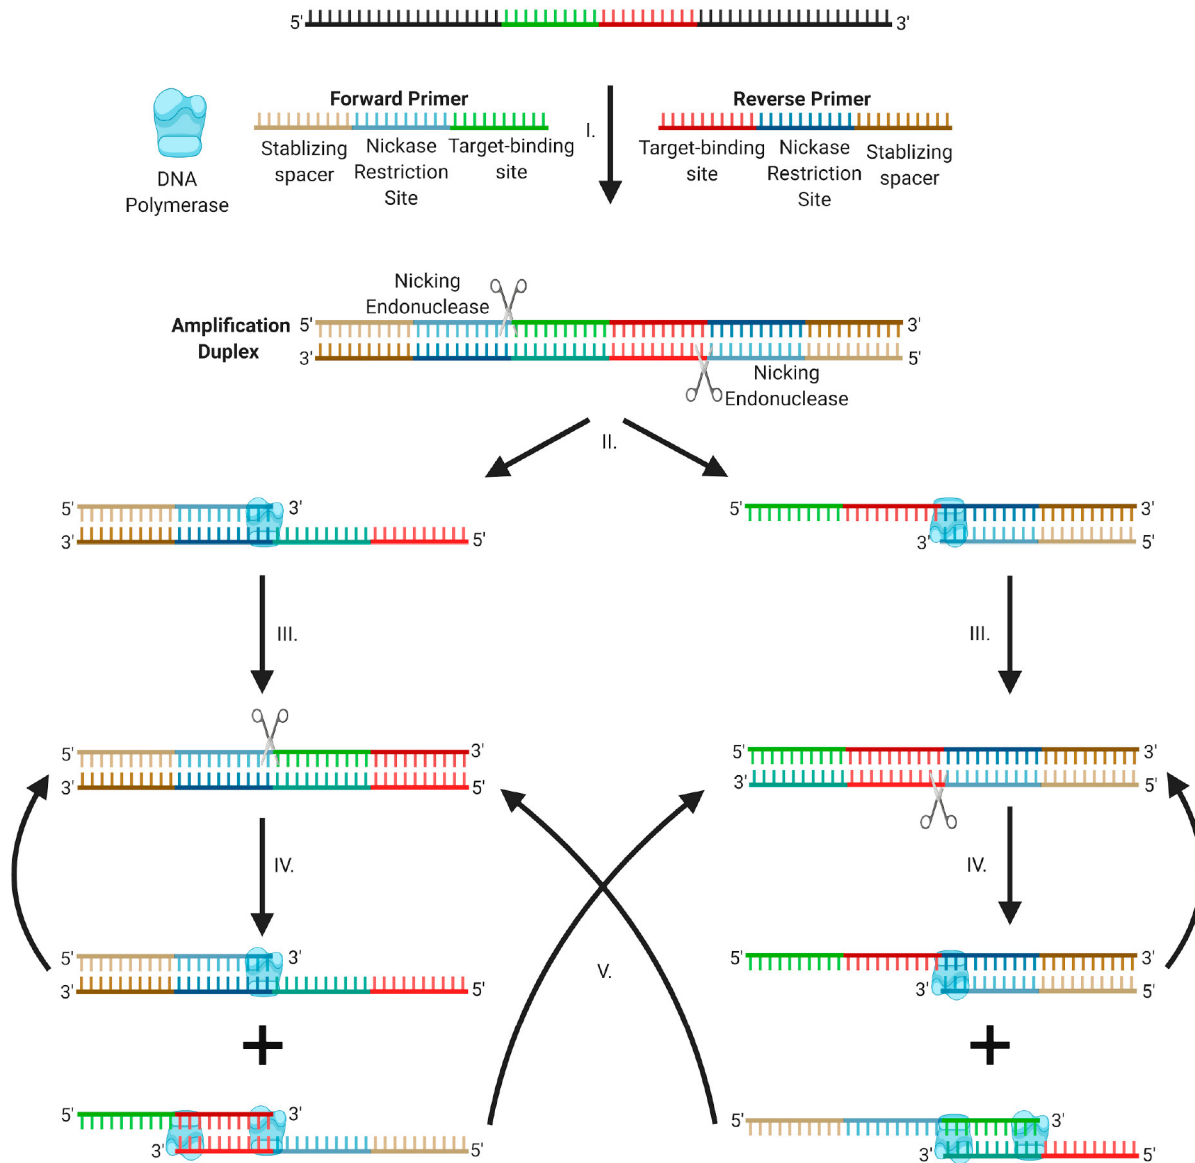 5' 3'
Forward Primer Reverse Primer
I.
Stablizing Nickase Target-binding
spacer Restriction site
Site
Target-binding Nickase Stablizing
site Restriction spacer
Site
DNA
Polymerase
Nicking
Endonuclease
Amplification 5' 3'
Duplex 3' 5'
Nicking
Endonuclease
II.
5' 3'
3' 5'
5' 3'
3' 5'
III. III.
5' 3'
3' 5'
5' 3'
3' 5'
IV. IV.
5' 3'
3' 5'
5' 3'
3' 5'
V.
+ +
5' 3'
3' 5'
3'
3'